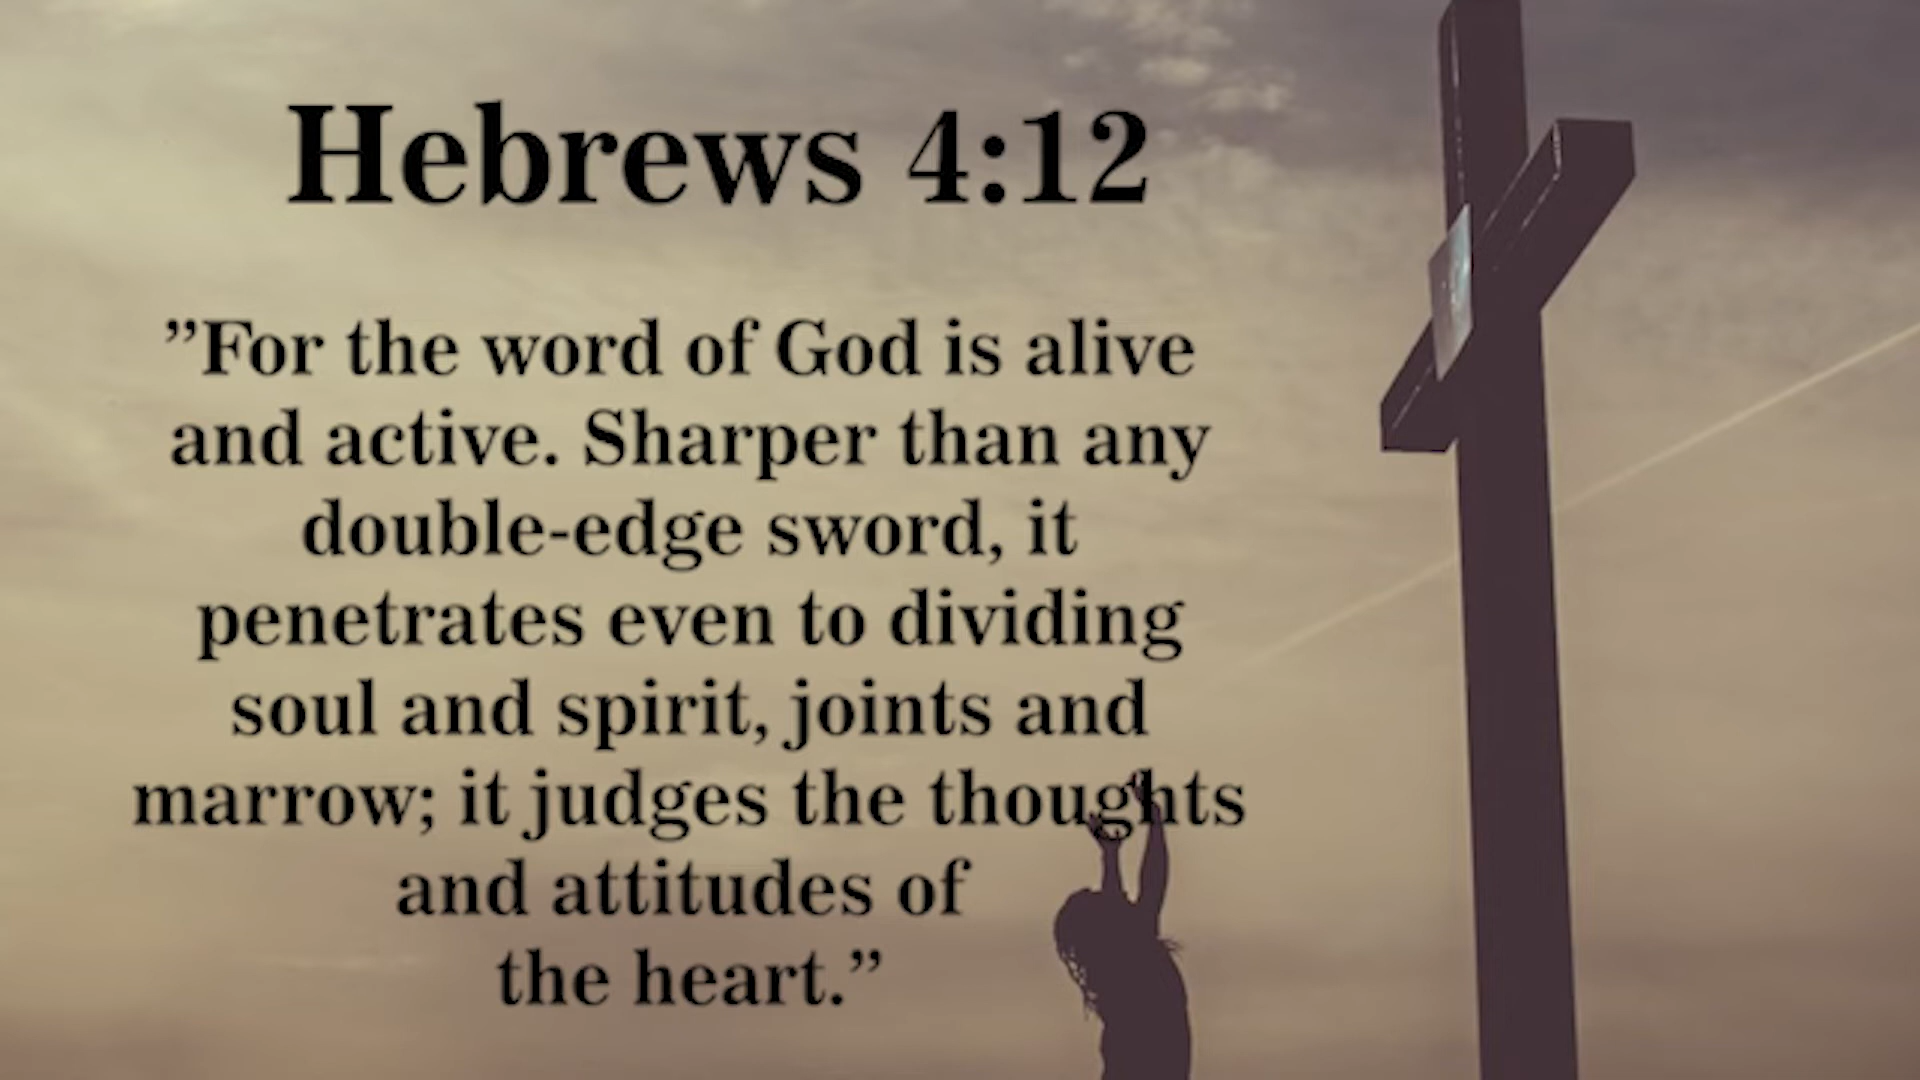 Hebrews 4:12
”For the word of God is alive
and active. Sharper than any
double-edge sword, it
penetrates even to dividing
soul and spirit, joints and
marrow; it judges the thoughts
and attitudes of
the heart.”